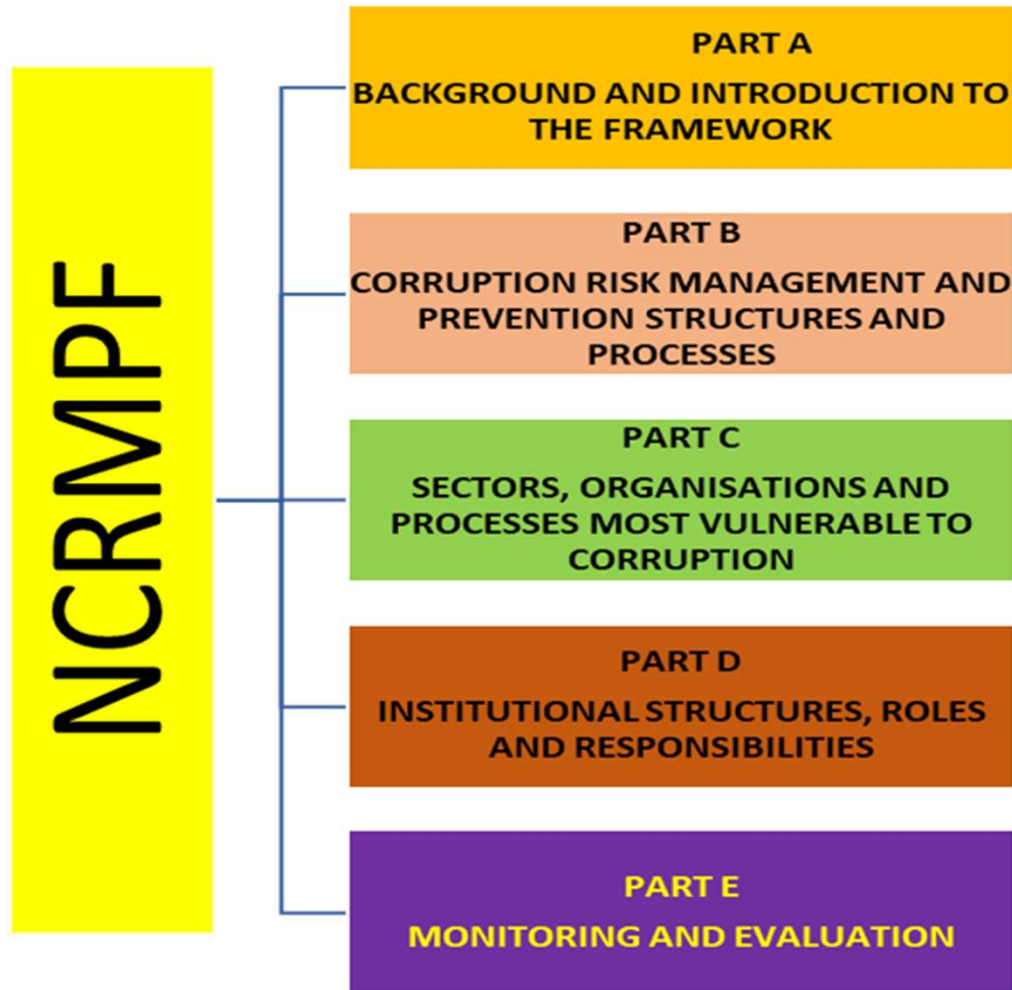 NCRMPF
PART A
BACKGROUND AND INTRODUCTION TO
THE FRAMEWORK
PART B
CORRUPTION RISK MANAGEMENT AND
PREVENTION STRUCTURES AND
PROCESSES
PART C
SECTORS, ORGANISATIONS AND
PROCESSES MOST VULNERABLE TO
CORRUPTION
PART D
INSTITUTIONAL STRUCTURES, ROLES
AND RESPONSIBILITIES
PART E
MONITORING AND EVALUATION